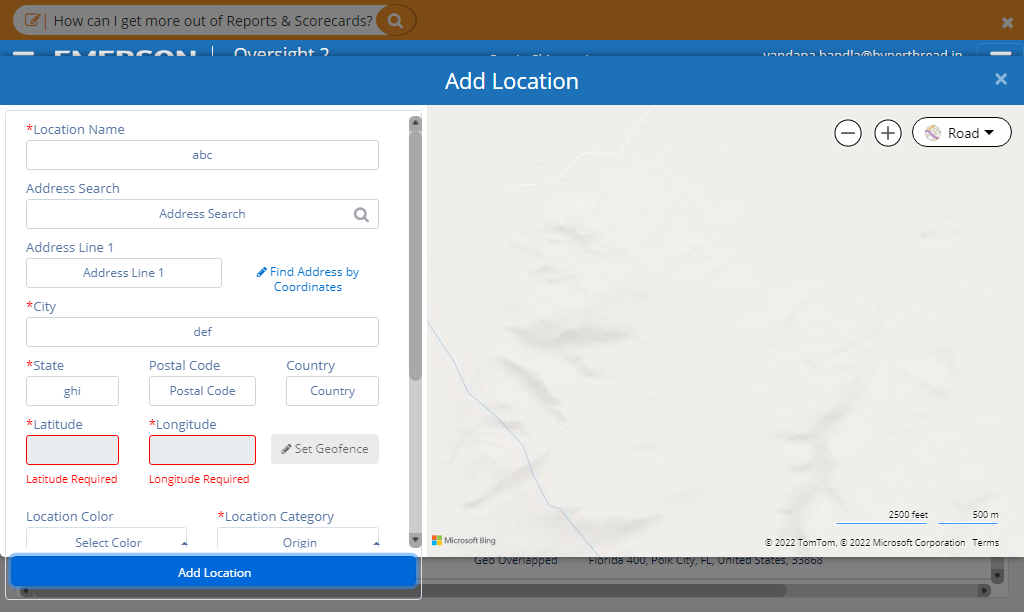 How can I get more out of Reports & Scorecards?
EMERSON Oversight 2 vandana.bandla@hyperthread.in
Add Location
*Location Name
abc
Address Search
Address Search
Address Line 1
Address Line 1
Find Address by
Coordinates
*City
def
*State Postal Code Country
ghi Postal Code Country
*Latitude *Longitude
Set Geofence
Latitude Required Longitude Required
Location Color *Location Category
Select Color Origin
Add Location
Road
2500 feet 500 m
Microsoft Bing
© 2022 TomTom, © 2022 Microsoft Corporation Terms
Geo Overlapped Florida 400, Polk City, FL, United States, 33868